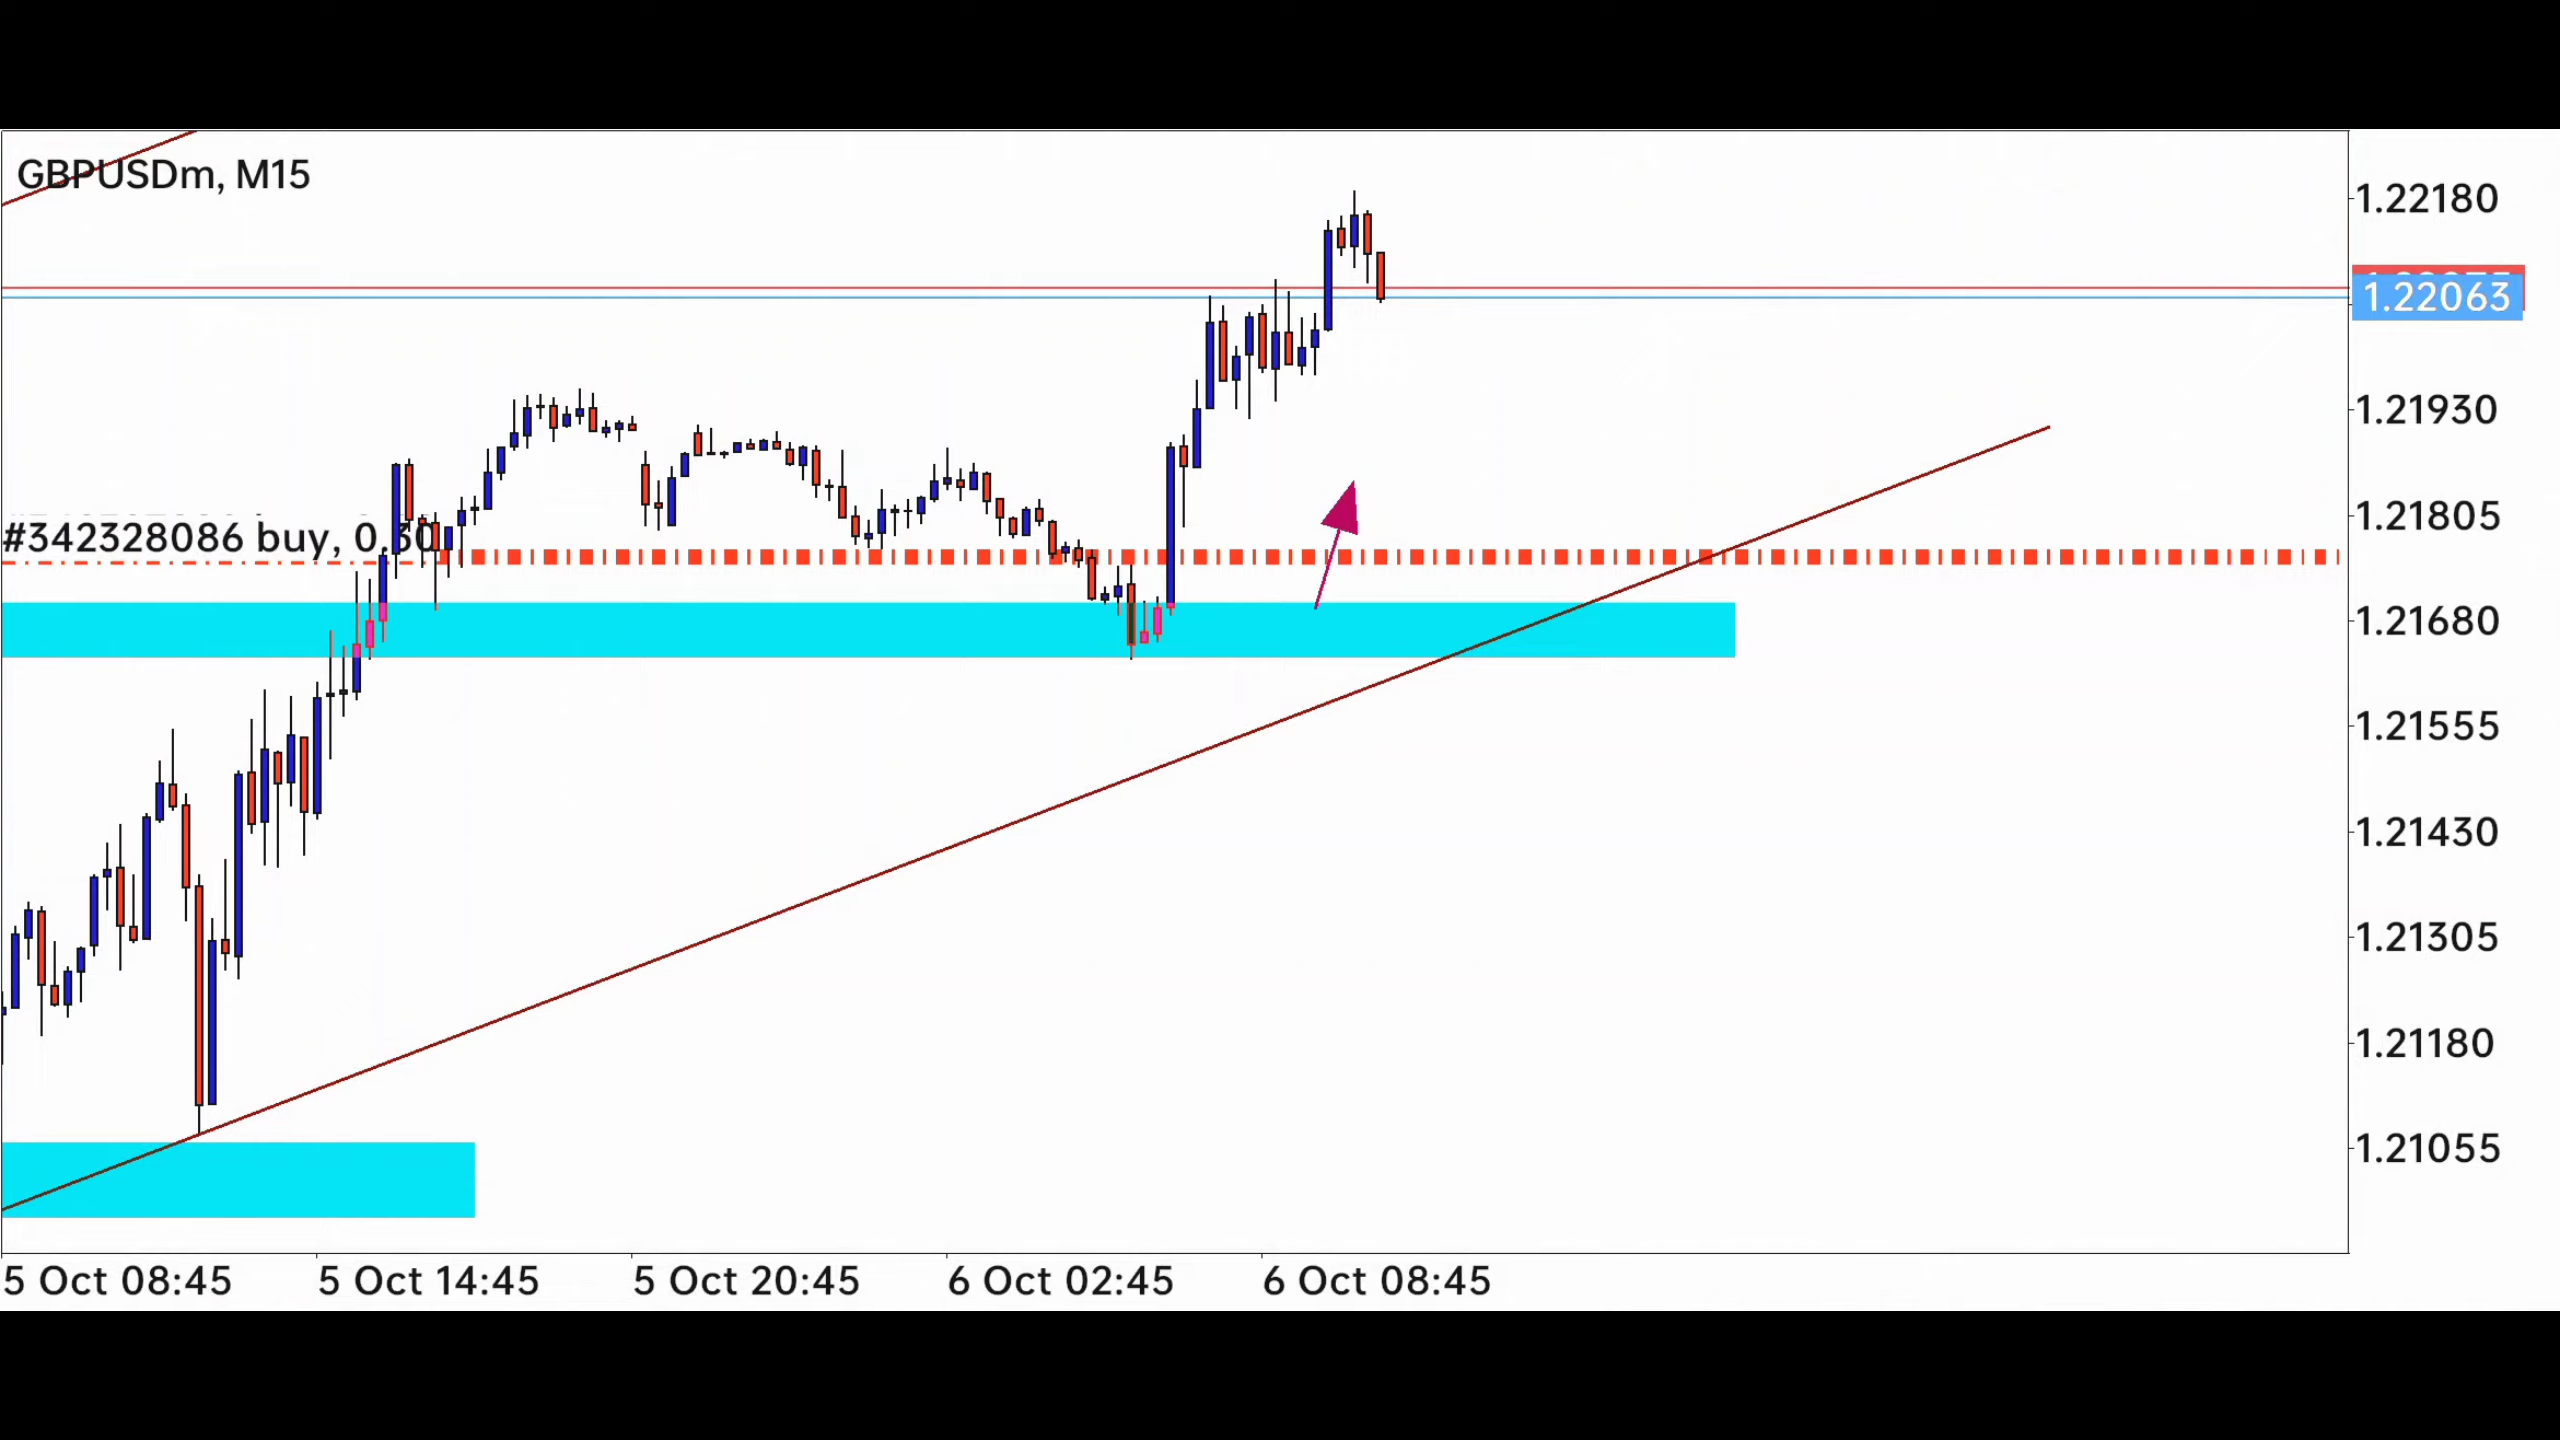 GBPUSDm, M15
1.22180
1.22063
1.21930
1.21805
#342328086 buy, 0.30
1.21680
1.21555
1.21430
1.21305
1.21180
1.21055
5 Oct 08:45
5 Oct 14:45
5 Oct 20:45
6 Oct 02:45
6 Oct 08:45